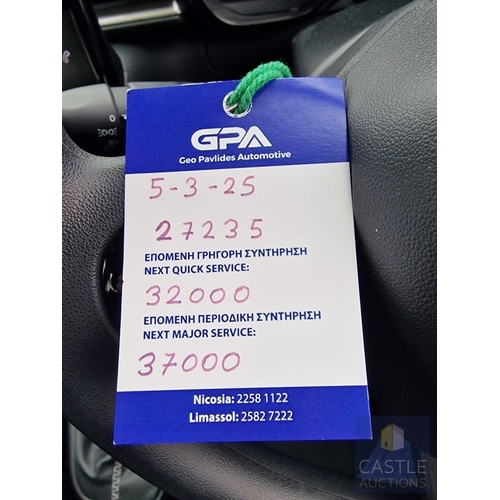 GPA
Geo Pavlides Automotive
5-3-25
27235
ΕΠΟΜΕΝΗ ΓΡΗΓΟΡΗ ΣΥΝΤΗΡΗΣΗ
NEXT QUICK SERVICE:
32000
ΕΠΟΜΕΝΗ ΠΕΡΙΟΔΙΚΗ ΣΥΝΤΗΡΗΣΗ
NEXT MAJOR SERVICE:
37000
Nicosia: 2258 1122
Limassol: 2582 7222
CASTLE
AUCTIONS